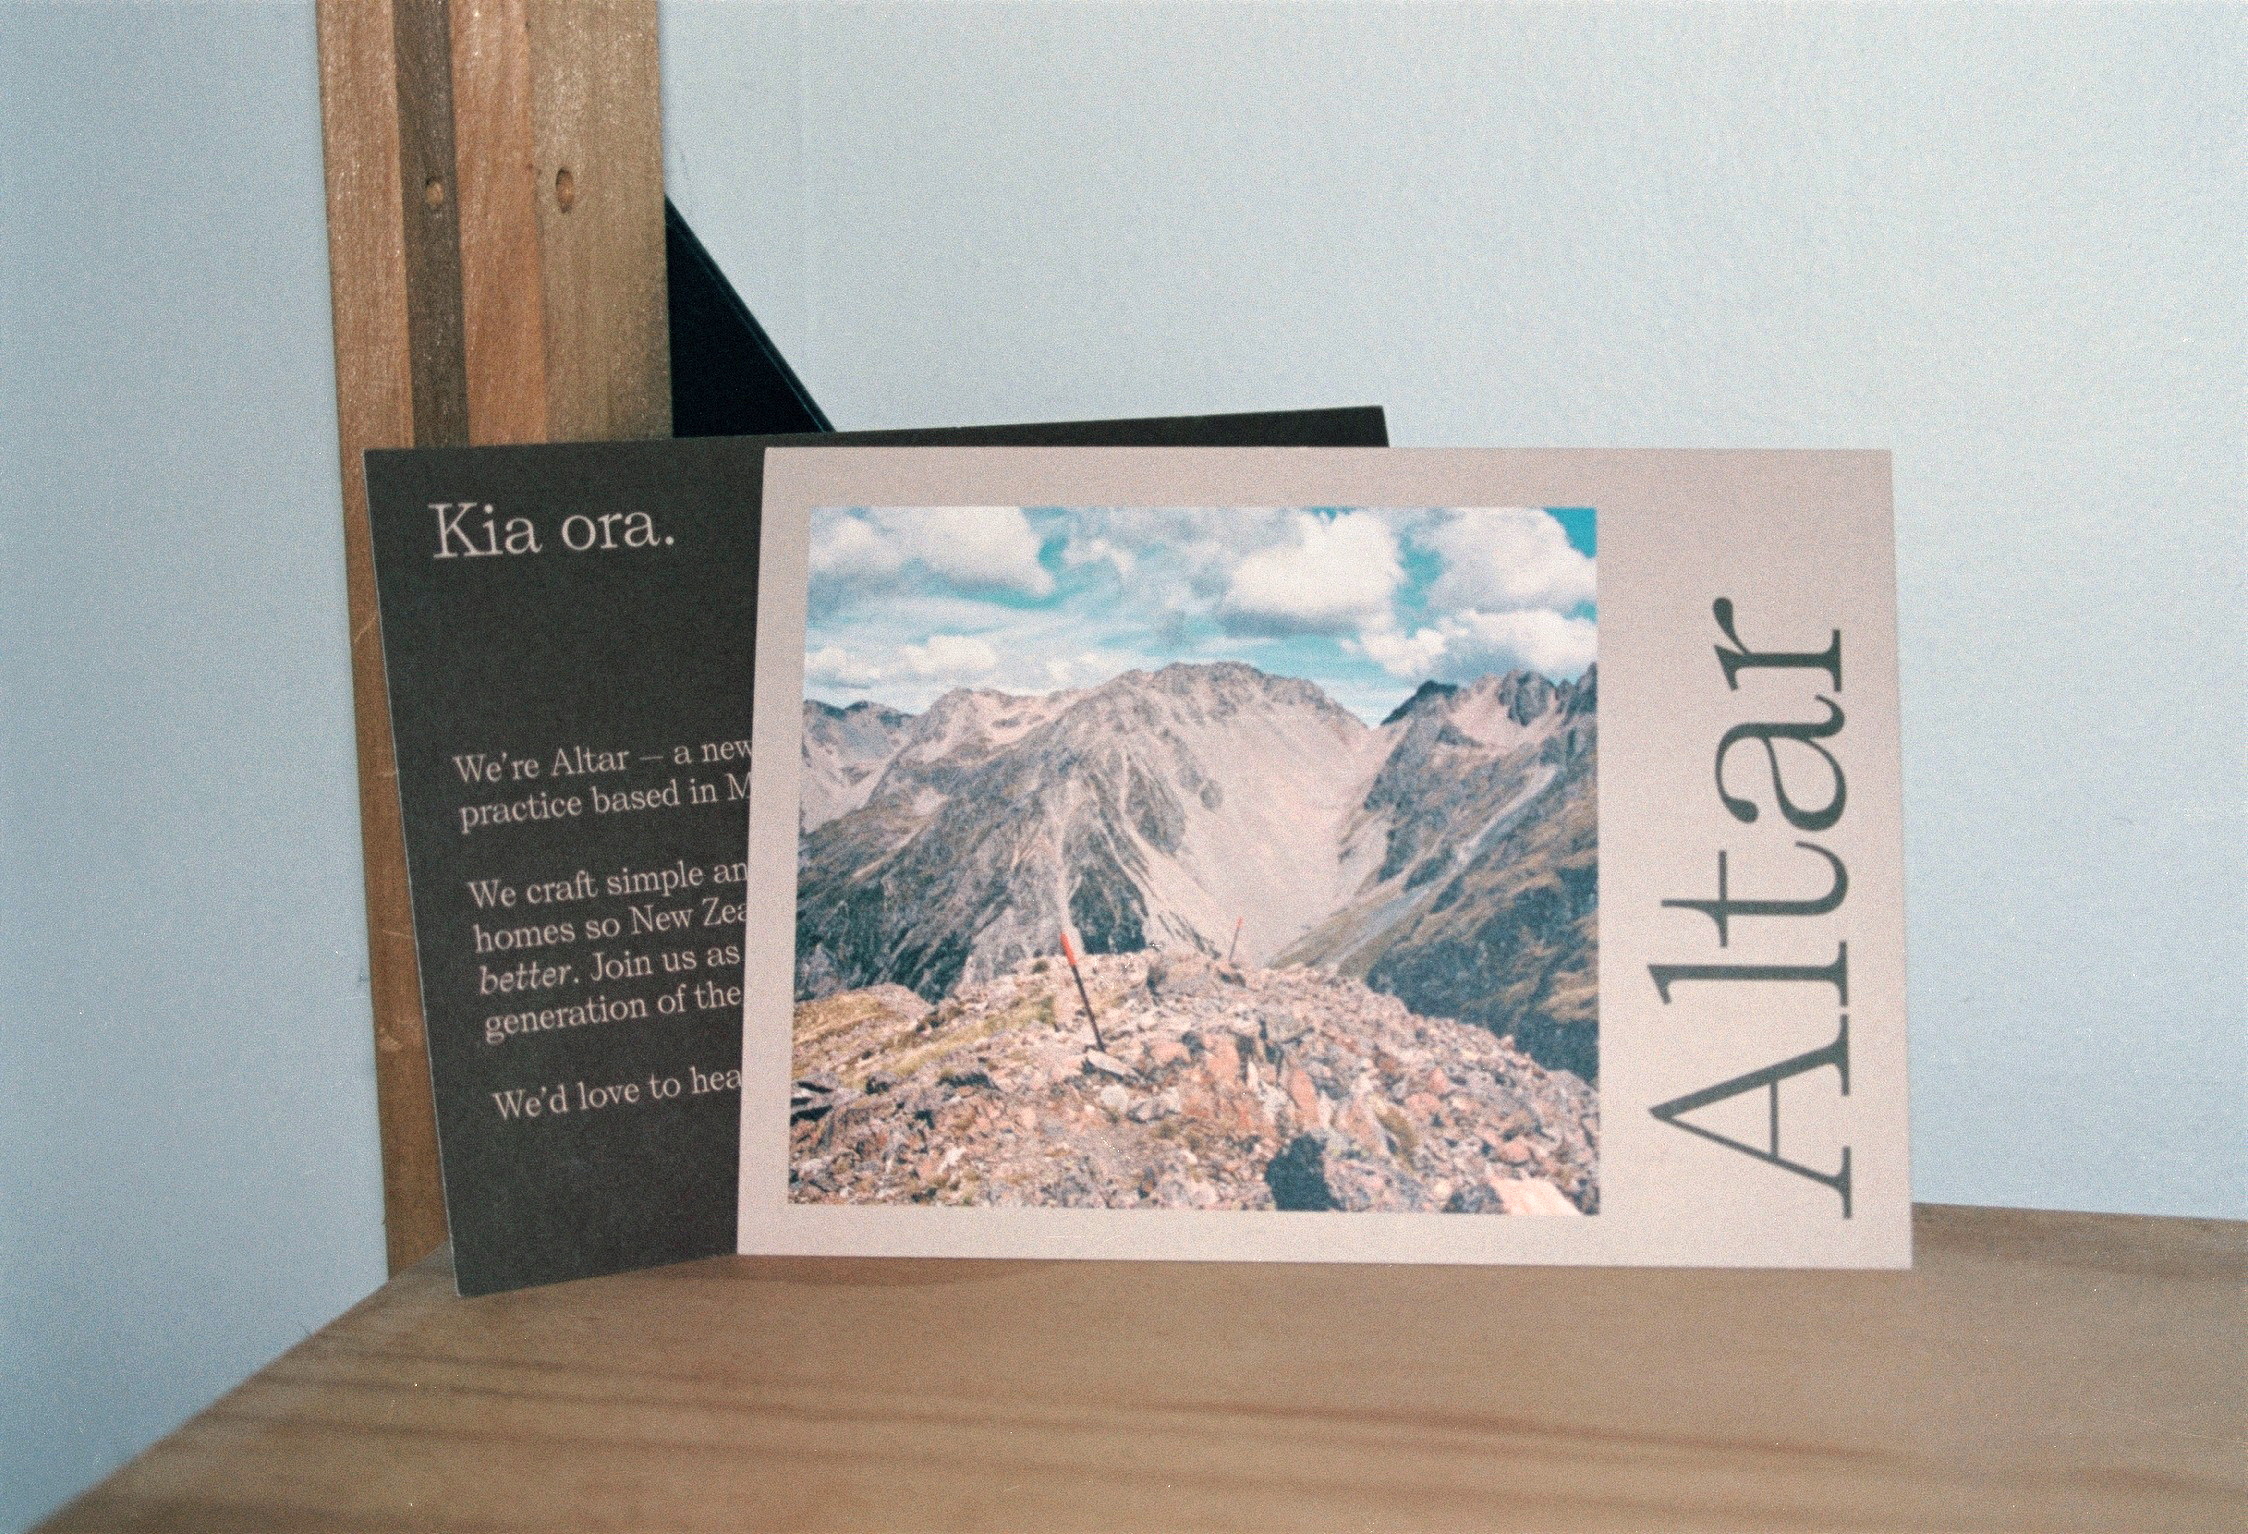 Kia ora.
We're Altar – a new
practice based in M
We craft simple an
homes so New Zea
better. Join us as
generation of the
We'd love to hea
Altar